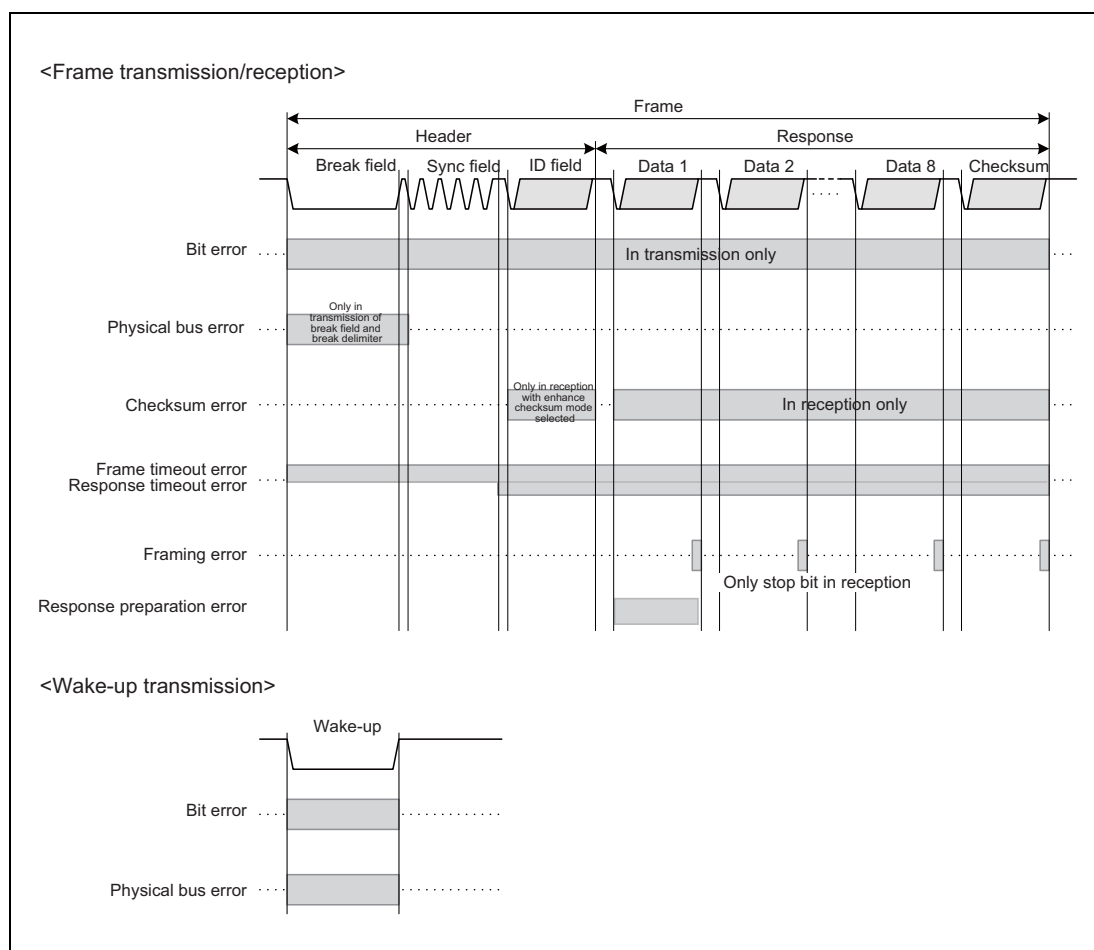 <Frame transmission/reception>
Frame
Header
Response
Break field
Sync field
ID field
Data 1
Data 2
Data 8
Checksum
Bit error
In transmission only
Physical bus error
Only in
transmission of
break field and
break delimiter
Checksum error
Only in reception
with enhance
checksum mode
selected
In reception only
Frame timeout error
Response timeout error
Framing error
Only stop bit in reception
Response preparation error
<Wake-up transmission>
Wake-up
Bit error
Physical bus error